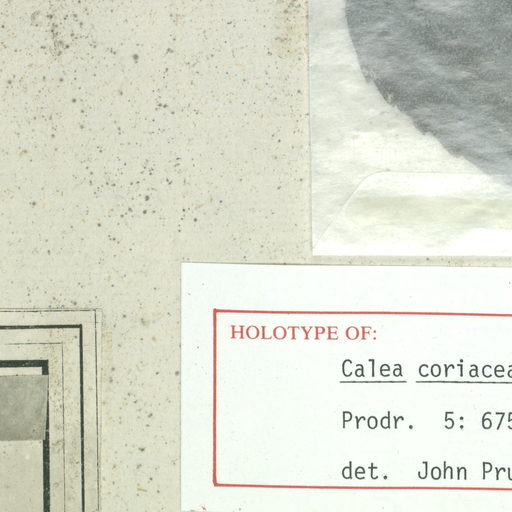 HOLOTYPE OF:
Calea coriacea
Prodr. 5: 675
det. John Pru